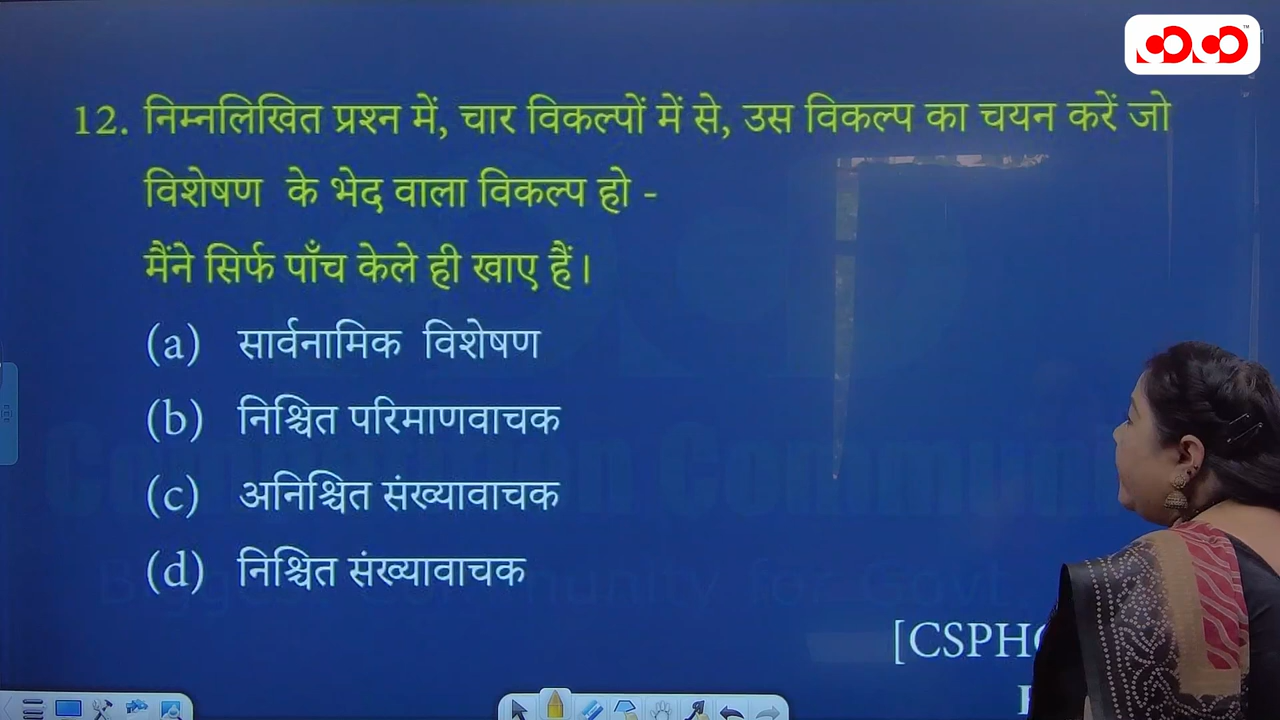 12. निम्नलिखित प्रश्न में, चार विकल्पों में से, उस विकल्प का चयन करें जो
विशेषण के भेद वाला विकल्प हो -
मैंने सिर्फ पाँच केले ही खाए हैं।
(a) सार्वनामिक विशेषण
(b) निश्चित परिमाणवाचक
(c) अनिश्चित संख्यावाचक
(d) निश्चित संख्यावाचक
[CSPHC